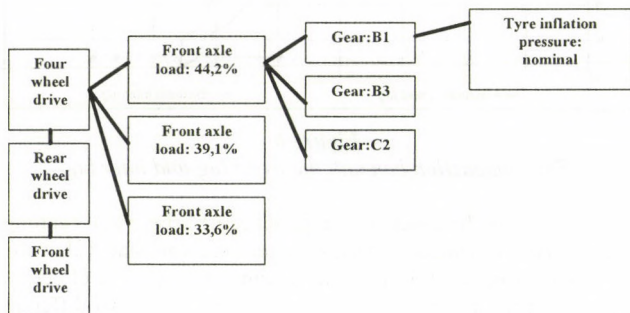 Four
wheel
drive
Rear
wheel
drive
Front
wheel
drive
Front axle
load: 44,2%
Front axle
load: 39,1%
Front axle
load: 33,6%
Gear:B1
Gear:B3
Gear:C2
Tyre inflation
pressure:
nominal